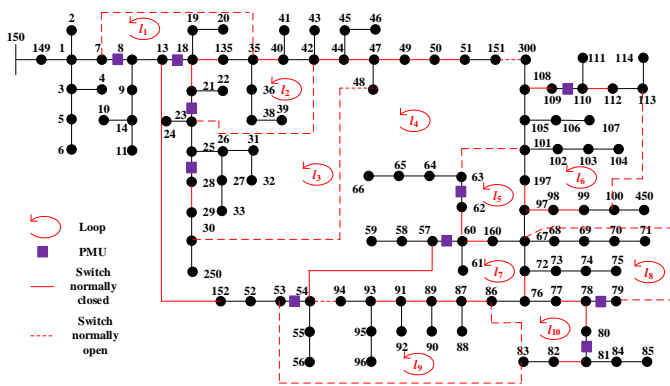 2 19 20 41 43 45 46
150 l₁ 111 114
149 1 7 8 13 18 135 35 40 42 44 47 49 50 51 151 300
108
3 4 9 21 22 36 l₂ 48 109 110 112 113
5 10 14 23 38 39 l₄ 105 106 107
24
6 11 25 26 31 101
l₃ 63 102 103 104 l₆
28 27 32 66 65 64 l₅ 197
62
29 33 97 98 99 100 450
30 59 58 57 60 160 67 68 69 70 71
Loop
250 61 l₇ 72 73 74 75 l₈
PMU
152 52 53 54 94 93 91 89 87 86 76 77 78 79
Switch
normally
closed
l₁₀
55 95 90 88 80
92
Switch
normally
open
56 96 l₉ 83 82 81 84 85